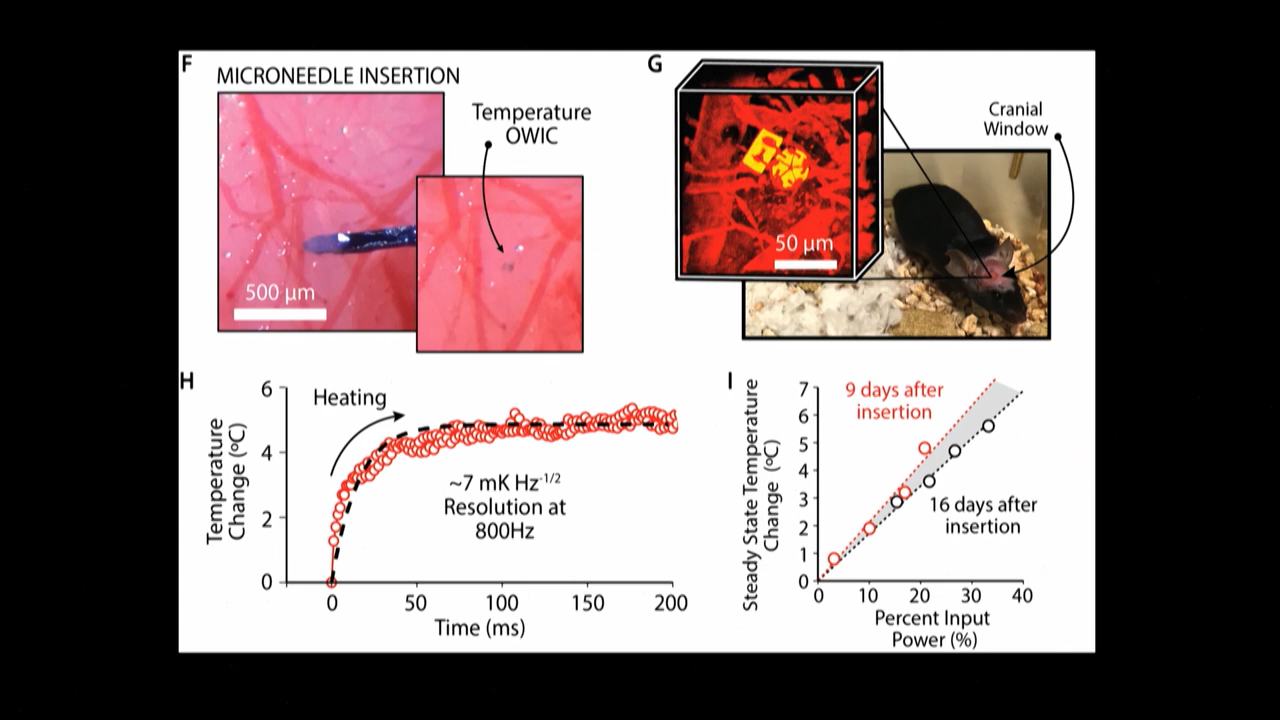 F
MICRONEEDLE INSERTION
Temperature
OWIC
500 µm
G
Cranial
Window
50 µm
H
Temperature
Change (ºC)
6
4
2
0
Heating
~7 mK Hz-1/2
Resolution at
800Hz
0 50 100 150 200
Time (ms)
I
Steady State Temperature
Change (ºC)
7
6
5
4
3
2
1
0
9 days after
insertion
16 days after
insertion
0 10 20 30 40
Percent Input
Power (%)